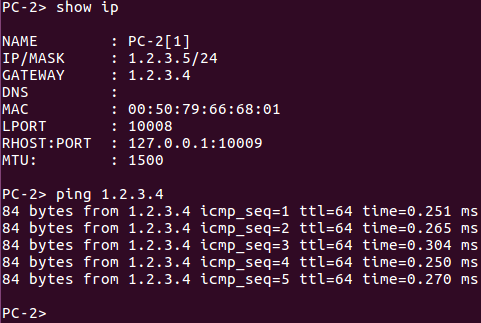 PC-2> show ip
NAME : PC-2[1]
IP/MASK : 1.2.3.5/24
GATEWAY : 1.2.3.4
DNS :
MAC : 00:50:79:66:68:01
LPORT : 10008
RHOST:PORT : 127.0.0.1:10009
MTU: : 1500
PC-2> ping 1.2.3.4
84 bytes from 1.2.3.4 icmp_seq=1 ttl=64 time=0.251 ms
84 bytes from 1.2.3.4 icmp_seq=2 ttl=64 time=0.265 ms
84 bytes from 1.2.3.4 icmp_seq=3 ttl=64 time=0.304 ms
84 bytes from 1.2.3.4 icmp_seq=4 ttl=64 time=0.250 ms
84 bytes from 1.2.3.4 icmp_seq=5 ttl=64 time=0.270 ms
PC-2>